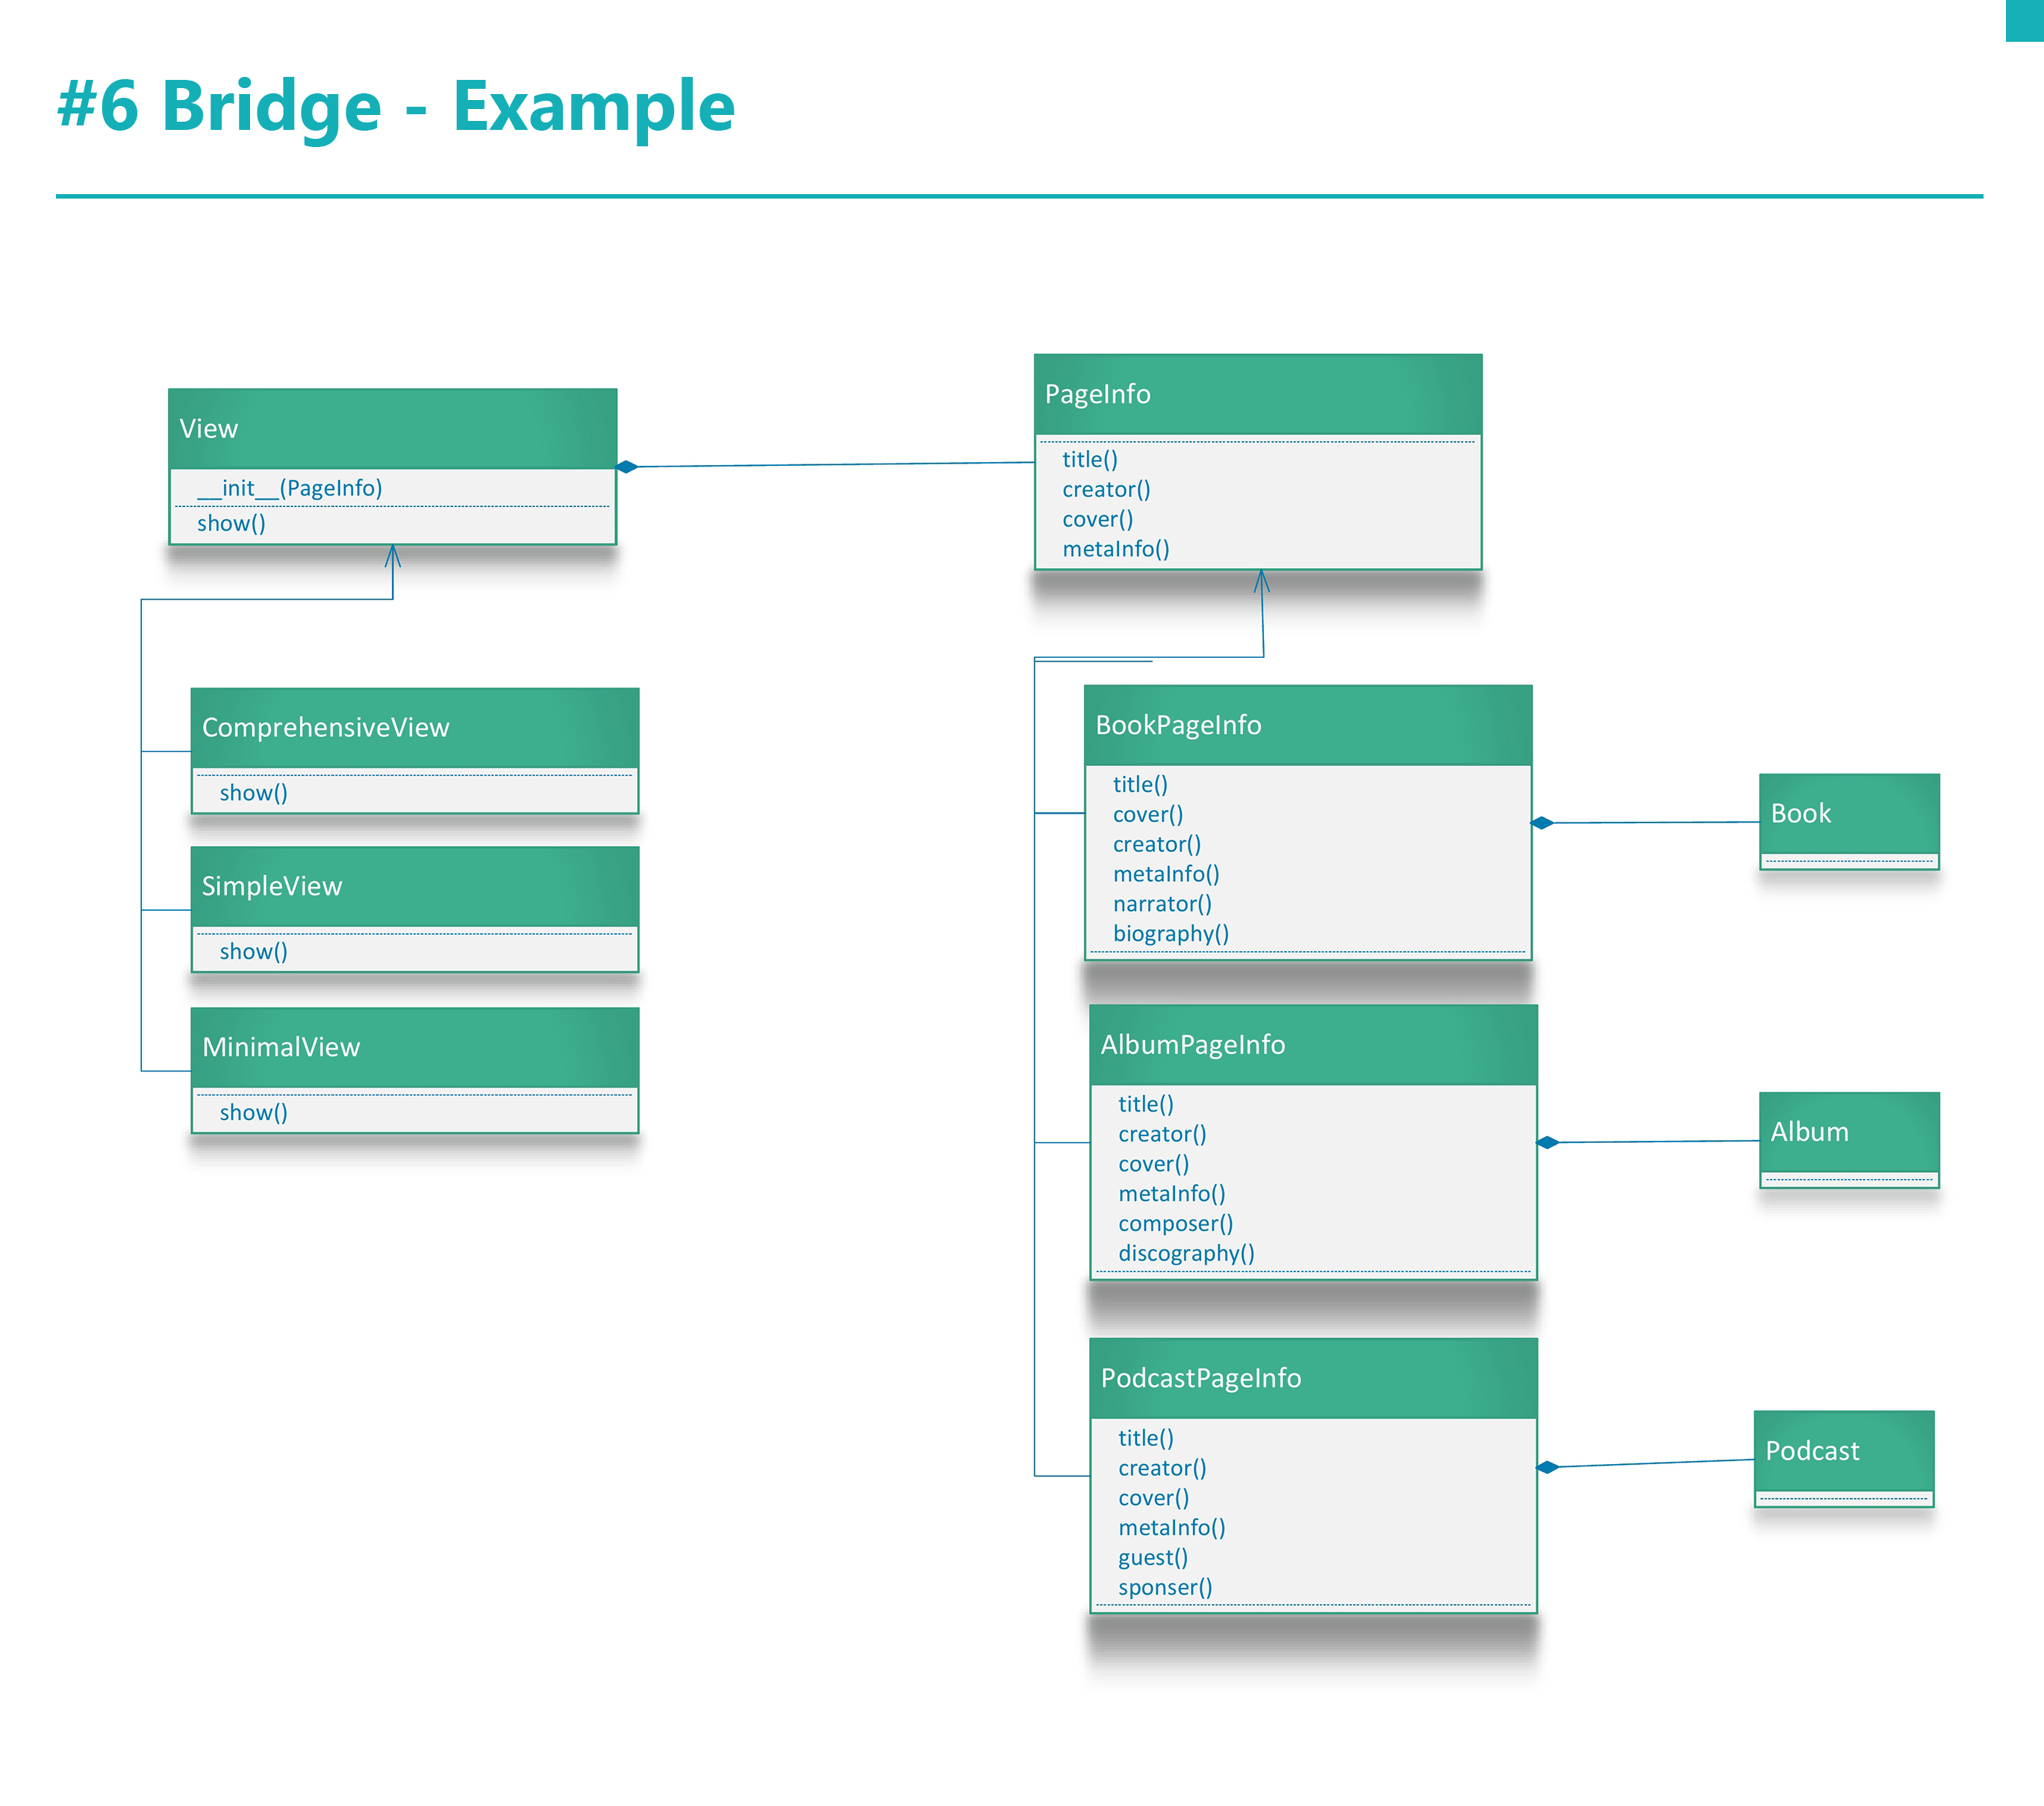 #6 Bridge - Example
View
__init__(PageInfo)
show()
ComprehensiveView
show()
SimpleView
show()
MinimalView
show()
PageInfo
title()
creator()
cover()
metaInfo()
BookPageInfo
title()
cover()
creator()
metaInfo()
narrator()
biography()
Book
AlbumPageInfo
title()
creator()
cover()
metaInfo()
composer()
discography()
Album
PodcastPageInfo
title()
creator()
cover()
metaInfo()
guest()
sponser()
Podcast